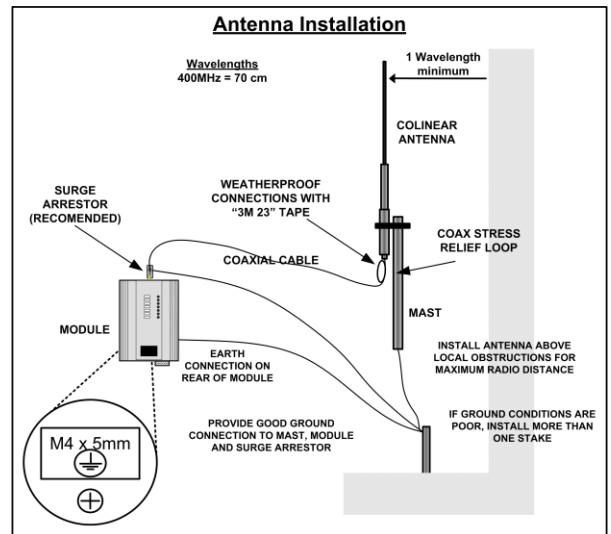 Antenna Installation
Wavelengths
400MHz = 70 cm
1 Wavelength
minimum
COLINEAR
ANTENNA
WEATHERPROOF
CONNECTIONS WITH
“3M 23” TAPE
SURGE
ARRESTOR
(RECOMENDED)
COAX STRESS
RELIEF LOOP
COAXIAL CABLE
MAST
MODULE
EARTH
CONNECTION ON
REAR OF MODULE
INSTALL ANTENNA ABOVE
LOCAL OBSTRUCTIONS FOR
MAXIMUM RADIO DISTANCE
PROVIDE GOOD GROUND
CONNECTION TO MAST, MODULE
AND SURGE ARRESTOR
IF GROUND CONDITIONS ARE
POOR, INSTALL MORE THAN
ONE STAKE
M4 x 5mm